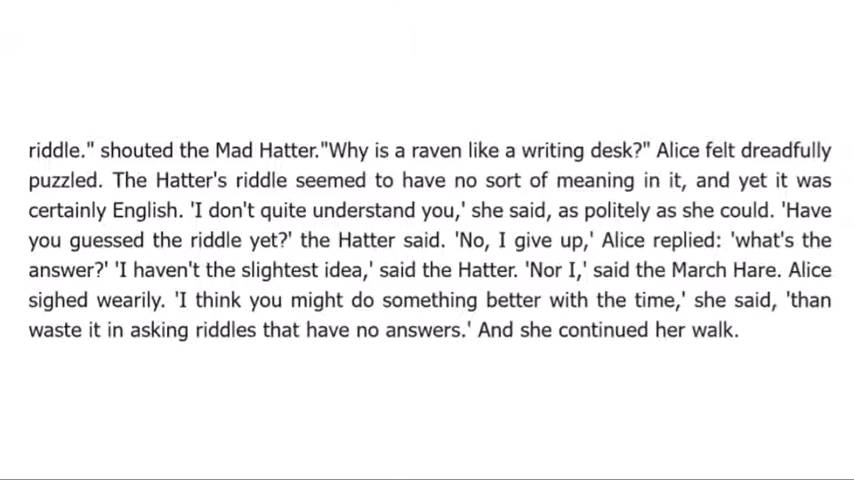 riddle." shouted the Mad Hatter."Why is a raven like a writing desk?" Alice felt dreadfully
puzzled. The Hatter's riddle seemed to have no sort of meaning in it, and yet it was
certainly English. 'I don't quite understand you,' she said, as politely as she could. 'Have
you guessed the riddle yet?' the Hatter said. 'No, I give up,' Alice replied: 'what's the
answer?' 'I haven't the slightest idea,' said the Hatter. 'Nor I,' said the March Hare. Alice
sighed wearily. 'I think you might do something better with the time,' she said, 'than
waste it in asking riddles that have no answers.' And she continued her walk.